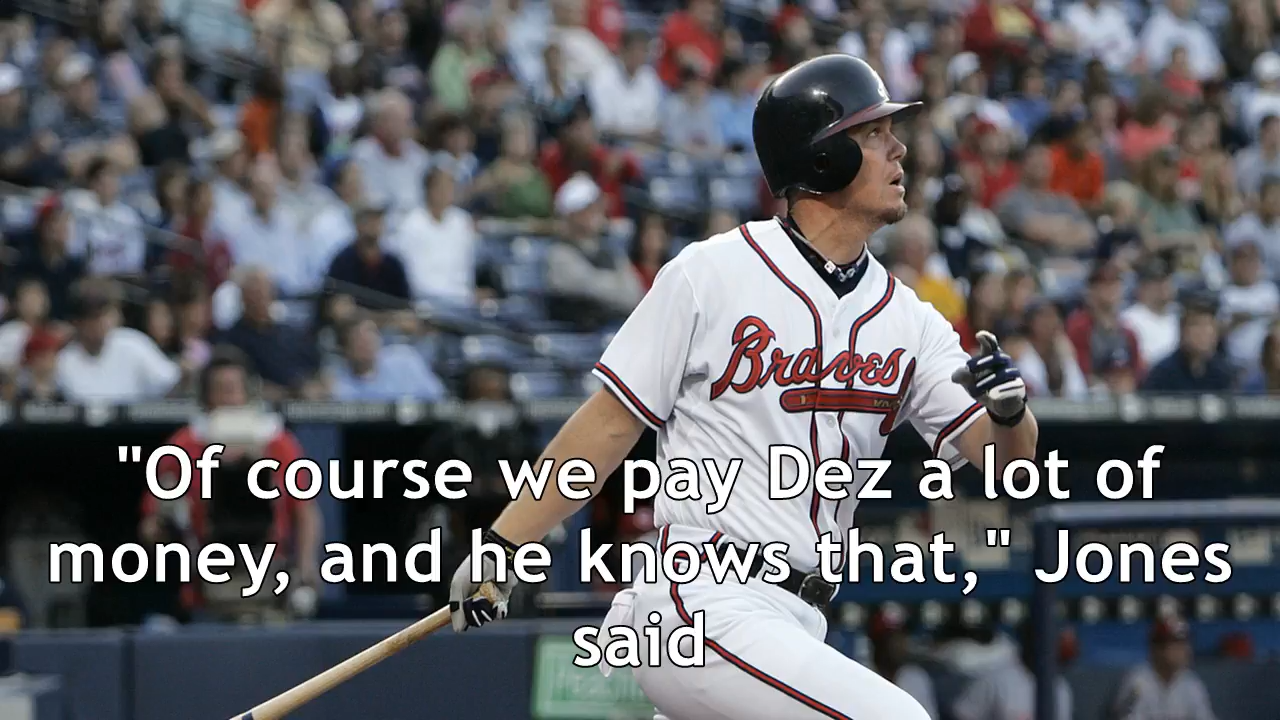 Braves
"Of course we pay Dez a lot of
money, and he knows that," Jones
said